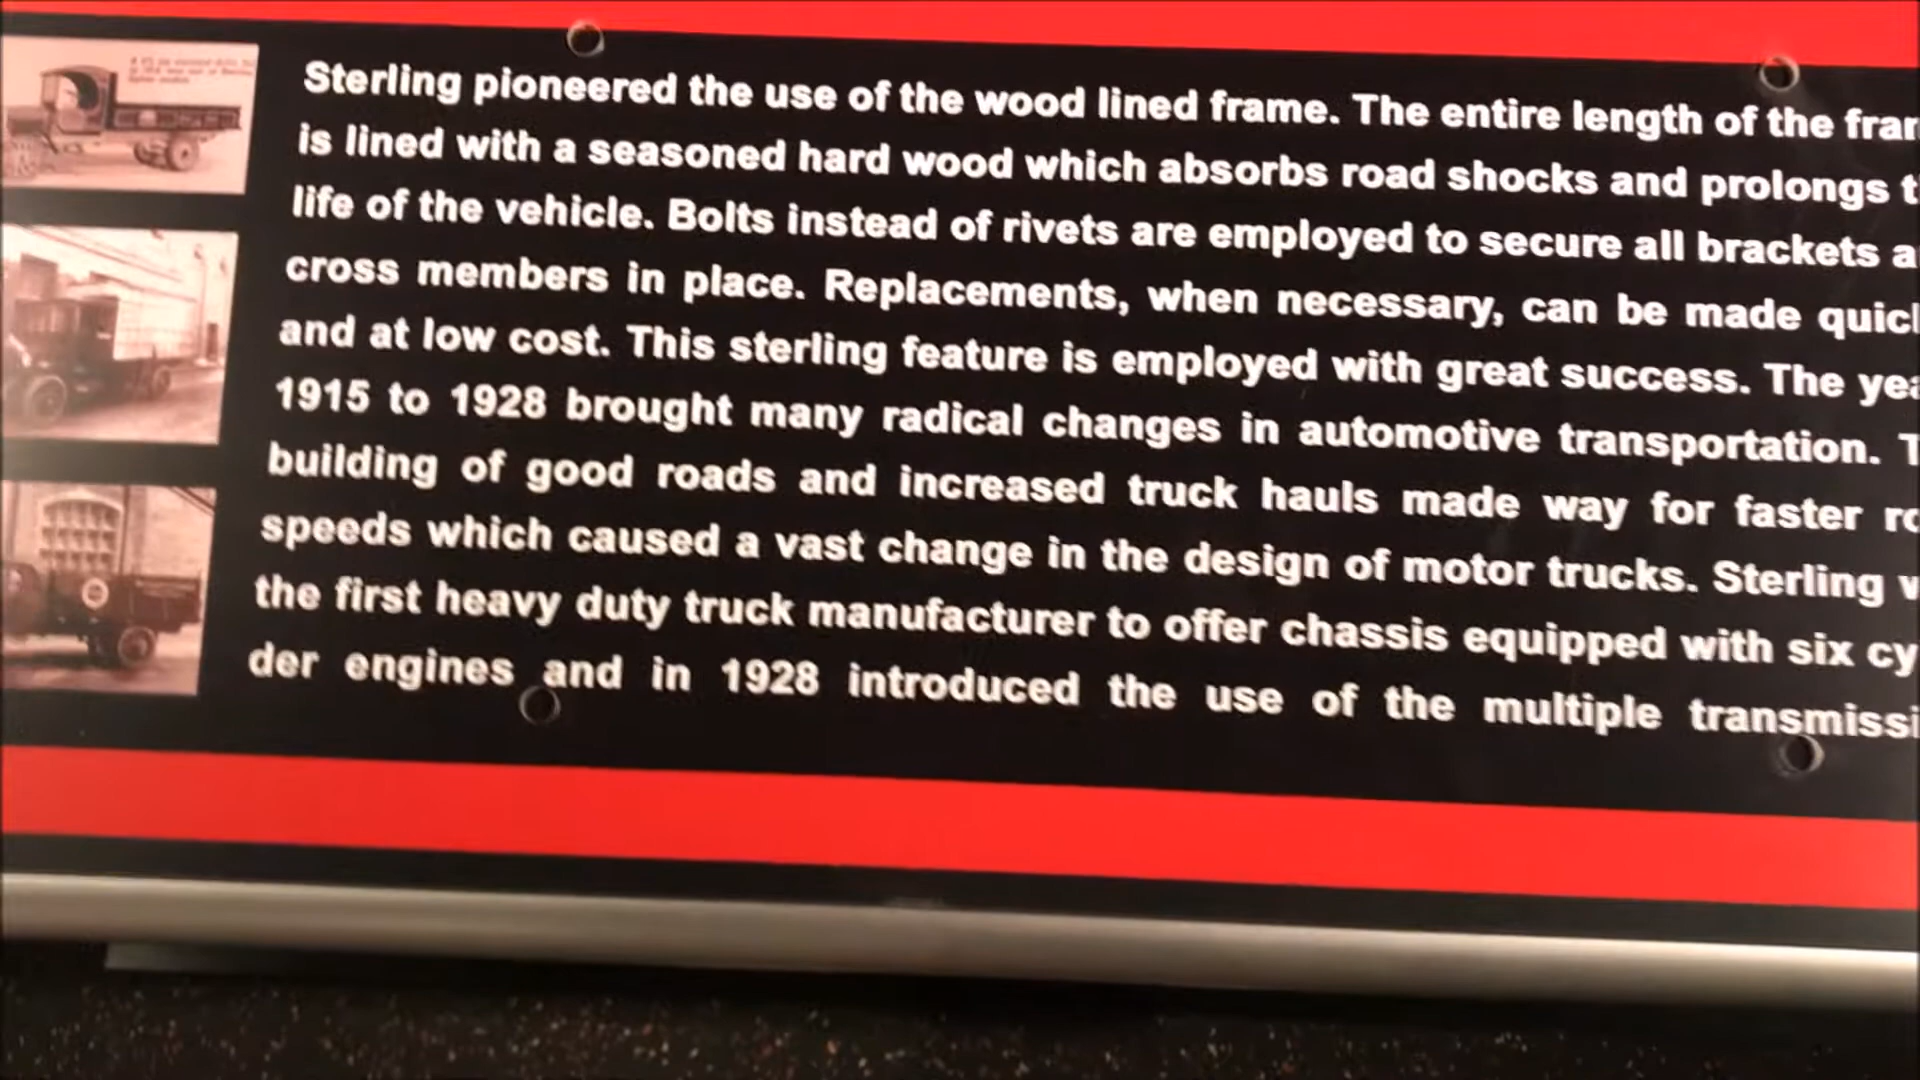 Sterling pioneered the use of the wood lined frame. The entire length of the fram
is lined with a seasoned hard wood which absorbs road shocks and prolongs t
life of the vehicle. Bolts instead of rivets are employed to secure all brackets a
cross members in place. Replacements, when necessary, can be made quic
and at low cost. This sterling feature is employed with great success. The yea
1915 to 1928 brought many radical changes in automotive transportation. T
building of good roads and increased truck hauls made way for faster ro
speeds which caused a vast change in the design of motor trucks. Sterling w
the first heavy duty truck manufacturer to offer chassis equipped with six cy
der engines and in 1928 introduced the use of the multiple transmissi